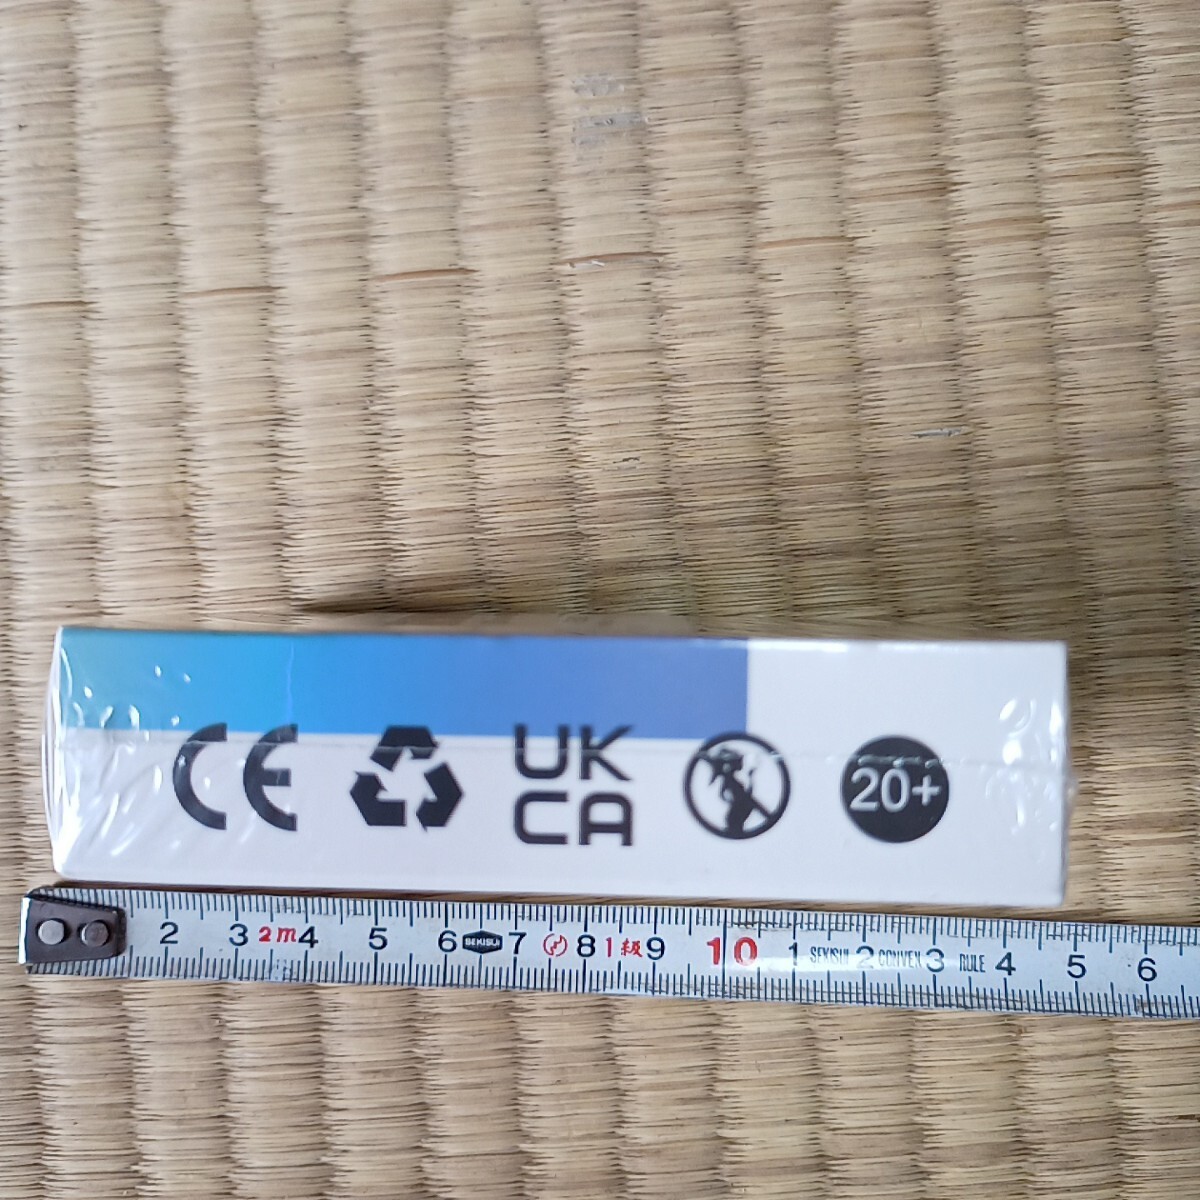 CE
UK
CA
20+
2 3 2m 4 5 6 SEKISUI 7 8 1級 9 10 1 SEKISUI 2 CONVEX 3 RULE 4 5 6